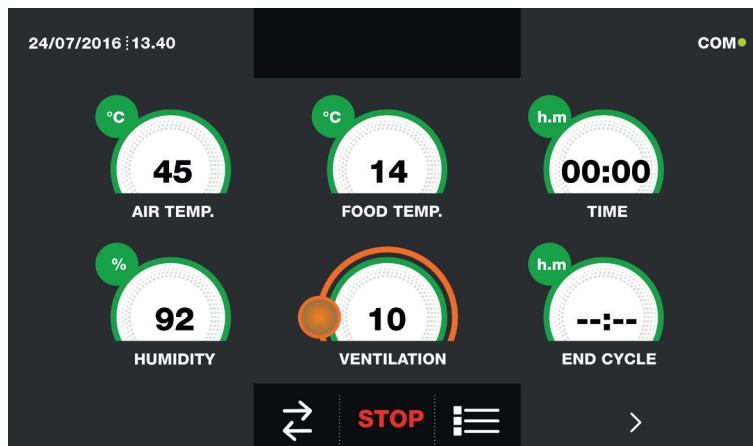 24/07/2016 13.40
COM
°C
°C
h.m
45
14
00:00
AIR TEMP.
FOOD TEMP.
TIME
%
h.m
92
10
--:--
HUMIDITY
VENTILATION
END CYCLE
STOP